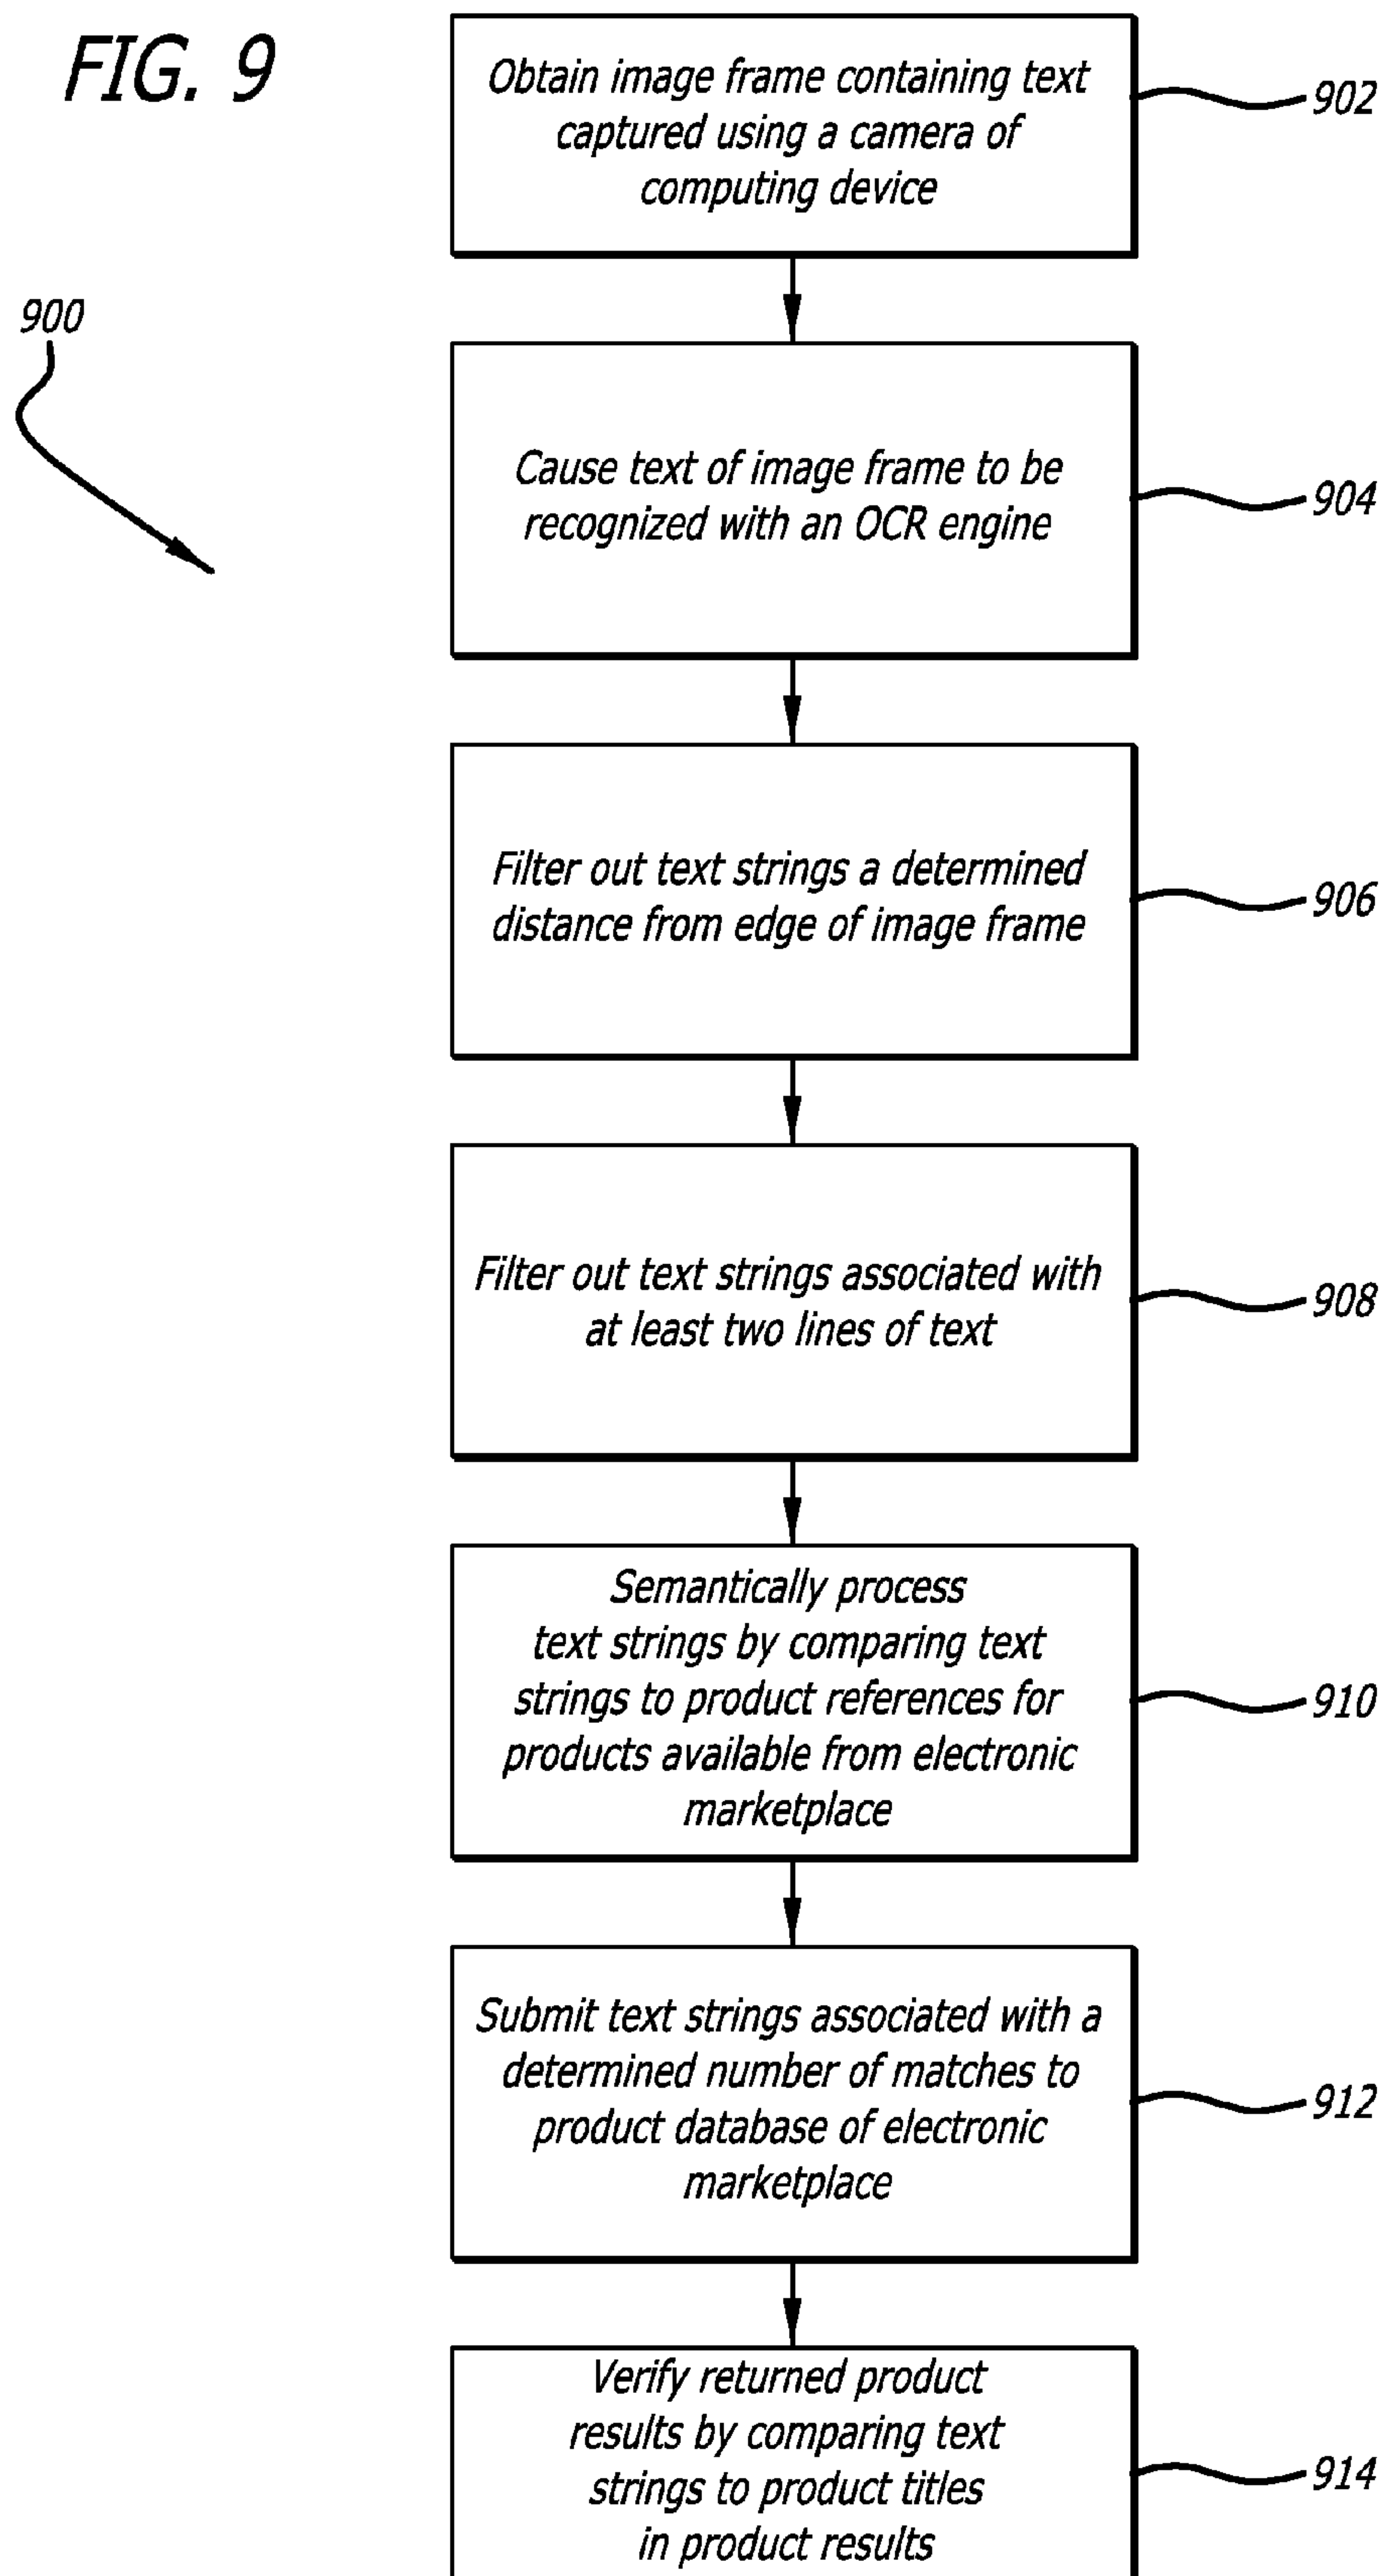 FIG. 9
Obtain image frame containing text
captured using a camera of
computing device
902
900
Cause text of image frame to be
recognized with an OCR engine
904
Filter out text strings a determined
distance from edge of image frame
906
Filter out text strings associated with
at least two lines of text
908
Semantically process
text strings by comparing text
strings to product references for
products available from electronic
marketplace
910
Submit text strings associated with a
determined number of matches to
product database of electronic
marketplace
912
Verify returned product
results by comparing text
strings to product titles
in product results
914